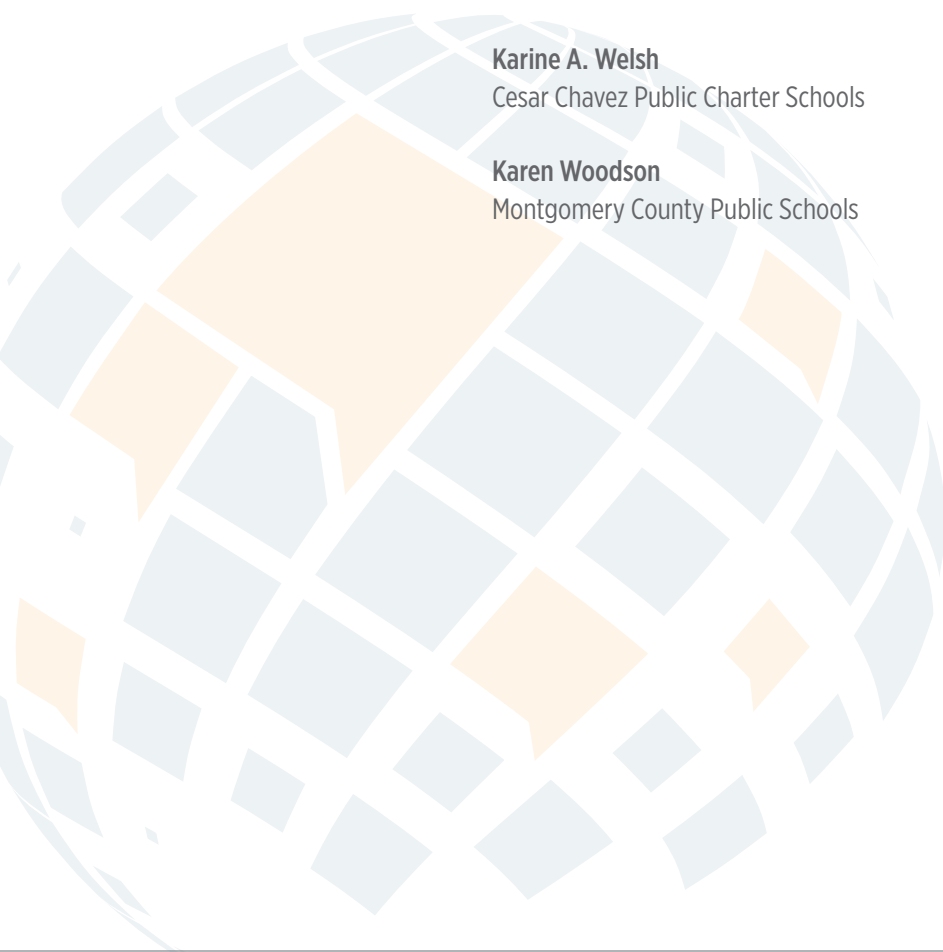 Karine A. Welsh
Cesar Chavez Public Charter Schools
Karen Woodson
Montgomery County Public Schools